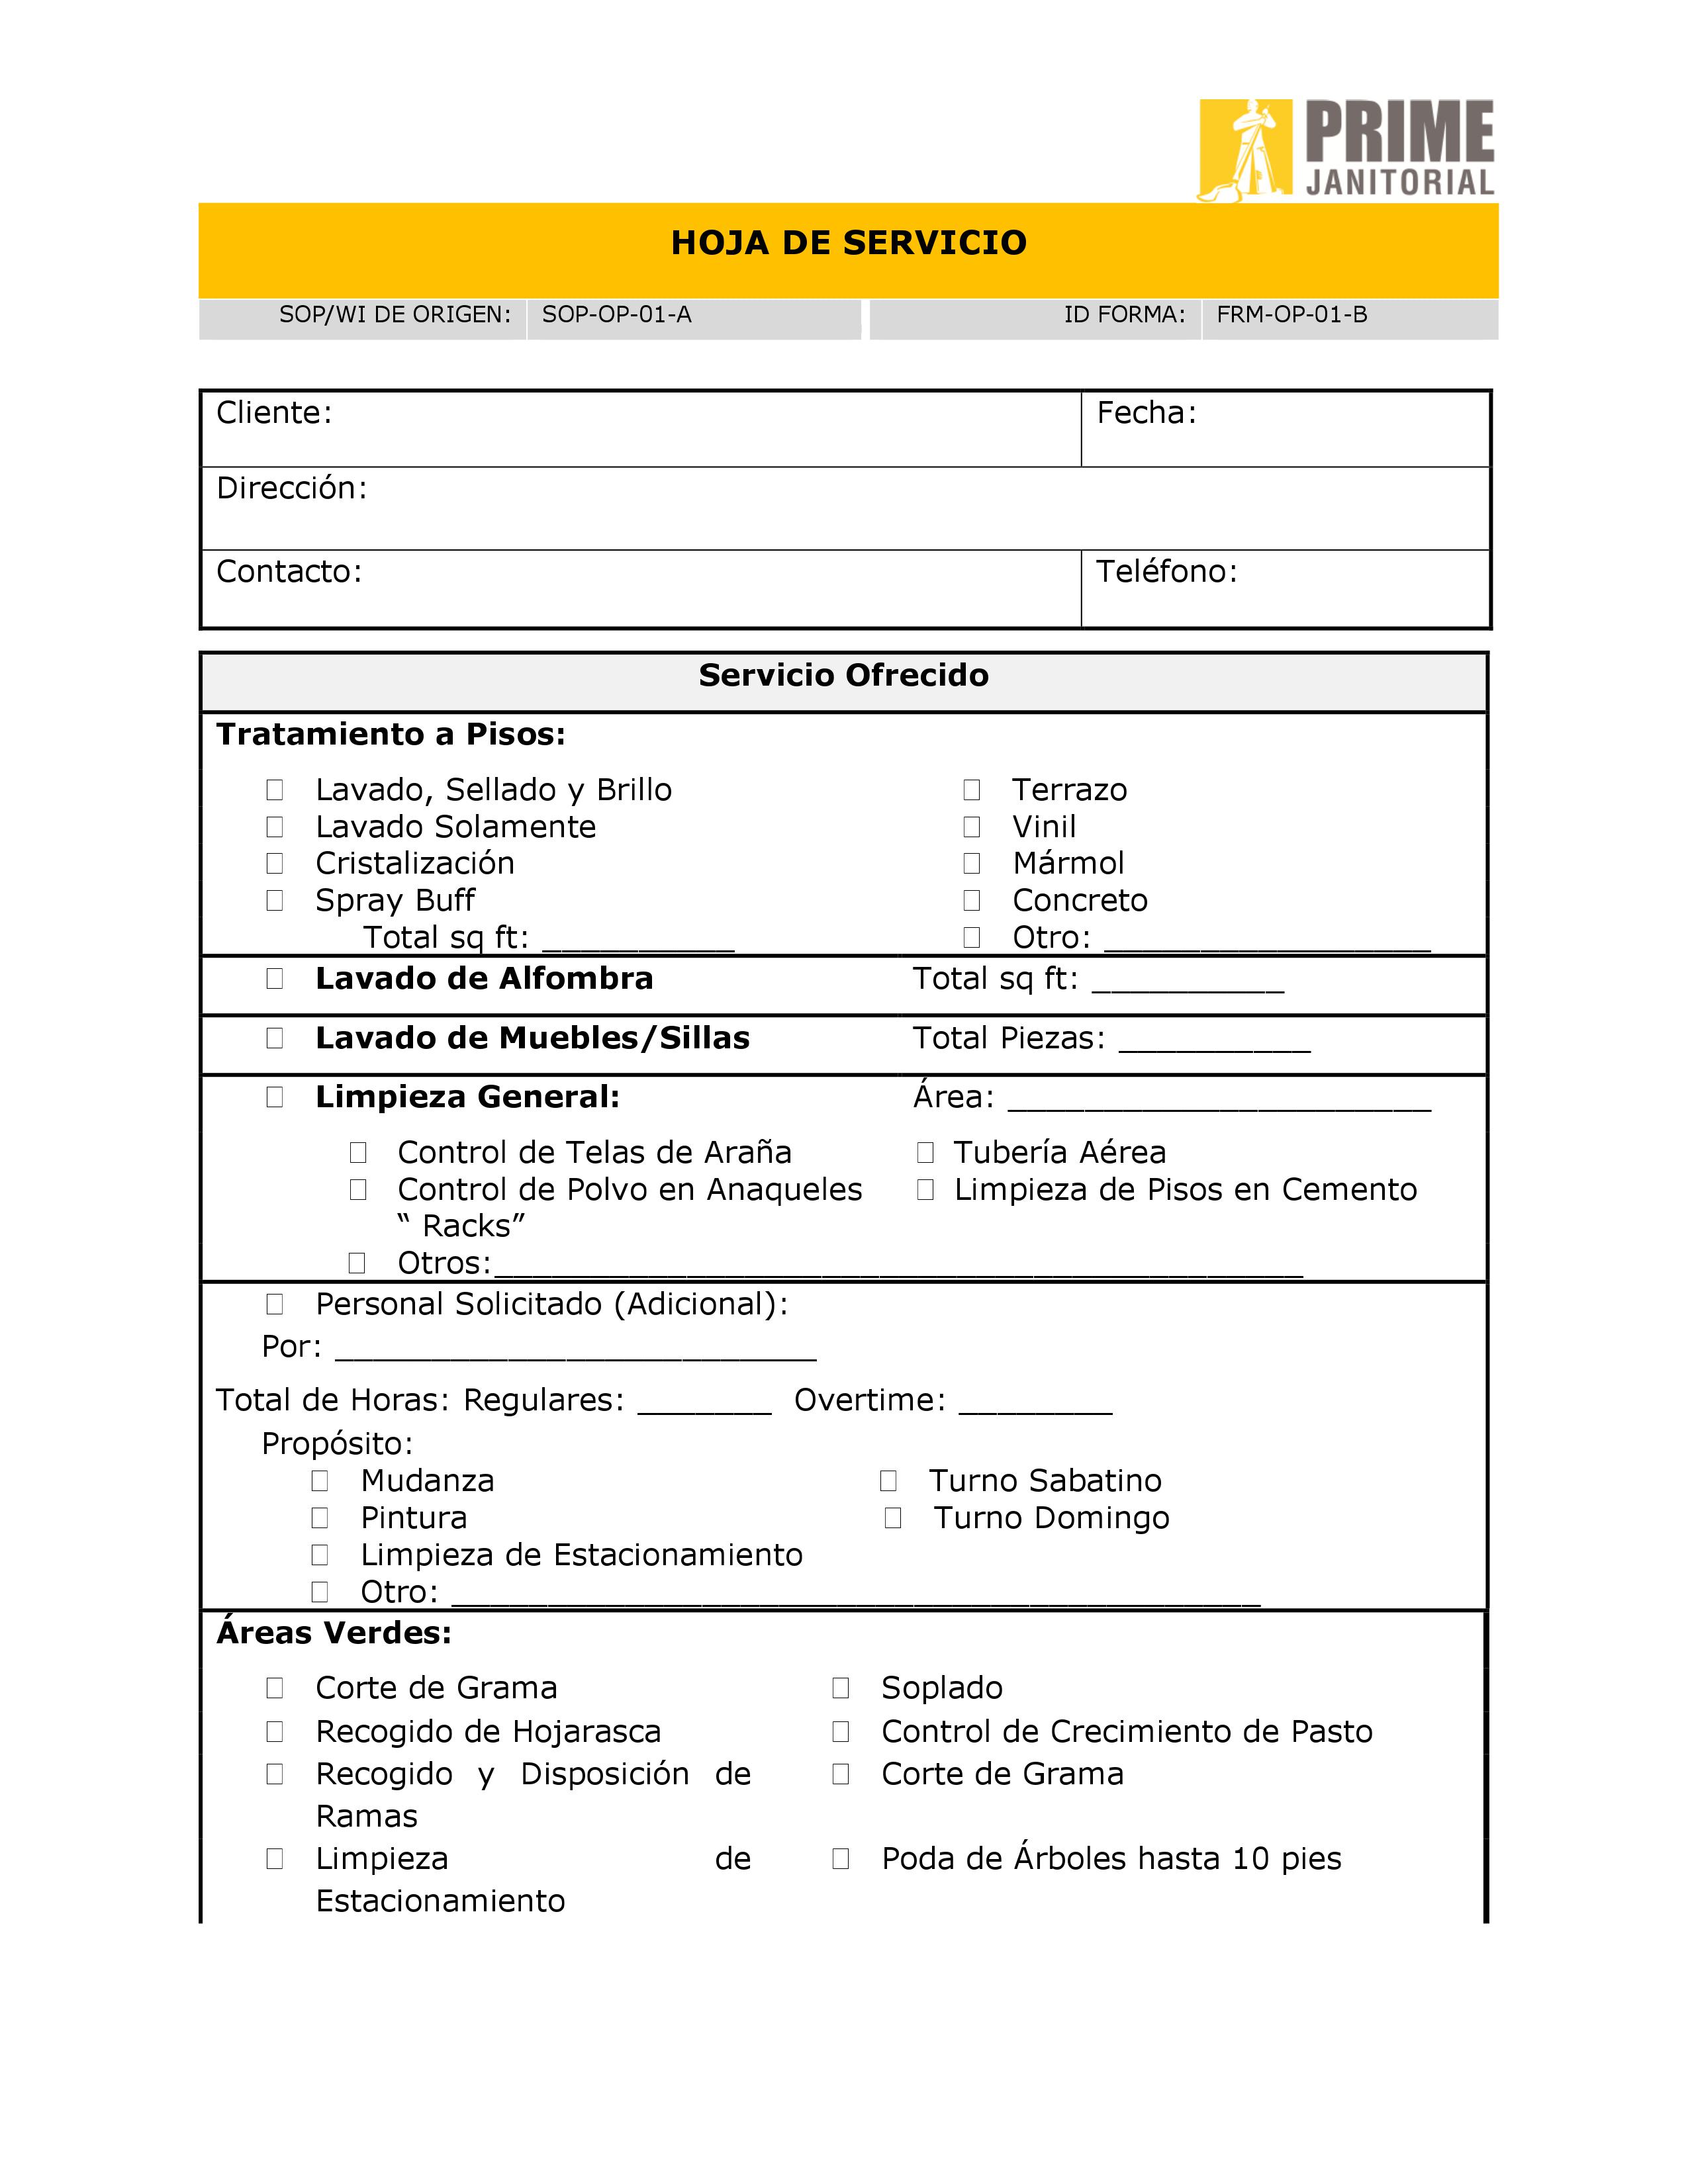 PRIME
JANITORIAL
HOJA DE SERVICIO
SOP/WI DE ORIGEN: SOP-OP-01-A ID FORMA: FRM-OP-01-B
Cliente: Fecha:
Dirección:
Contacto: Teléfono:
Servicio Ofrecido
Tratamiento a Pisos:
☐ Lavado, Sellado y Brillo ☐ Terrazo
☐ Lavado Solamente ☐ Vinil
☐ Cristalización ☐ Mármol
☐ Spray Buff ☐ Concreto
Total sq ft: __________ ☐ Otro: _________________
☐ Lavado de Alfombra Total sq ft: __________
☐ Lavado de Muebles/Sillas Total Piezas: __________
☐ Limpieza General: Área: ______________________
☐ Control de Telas de Araña ☐ Tubería Aérea
☐ Control de Polvo en Anaqueles ☐ Limpieza de Pisos en Cemento
“ Racks”
☐ Otros:__________________________________________
☐ Personal Solicitado (Adicional):
Por: _________________________
Total de Horas: Regulares: _______ Overtime: ________
Propósito:
☐ Mudanza ☐ Turno Sabatino
☐ Pintura ☐ Turno Domingo
☐ Limpieza de Estacionamiento
☐ Otro: __________________________________________
Áreas Verdes:
☐ Corte de Grama ☐ Soplado
☐ Recogido de Hojarasca ☐ Control de Crecimiento de Pasto
☐ Recogido y Disposición de ☐ Corte de Grama
Ramas
☐ Limpieza de ☐ Poda de Árboles hasta 10 pies
Estacionamiento